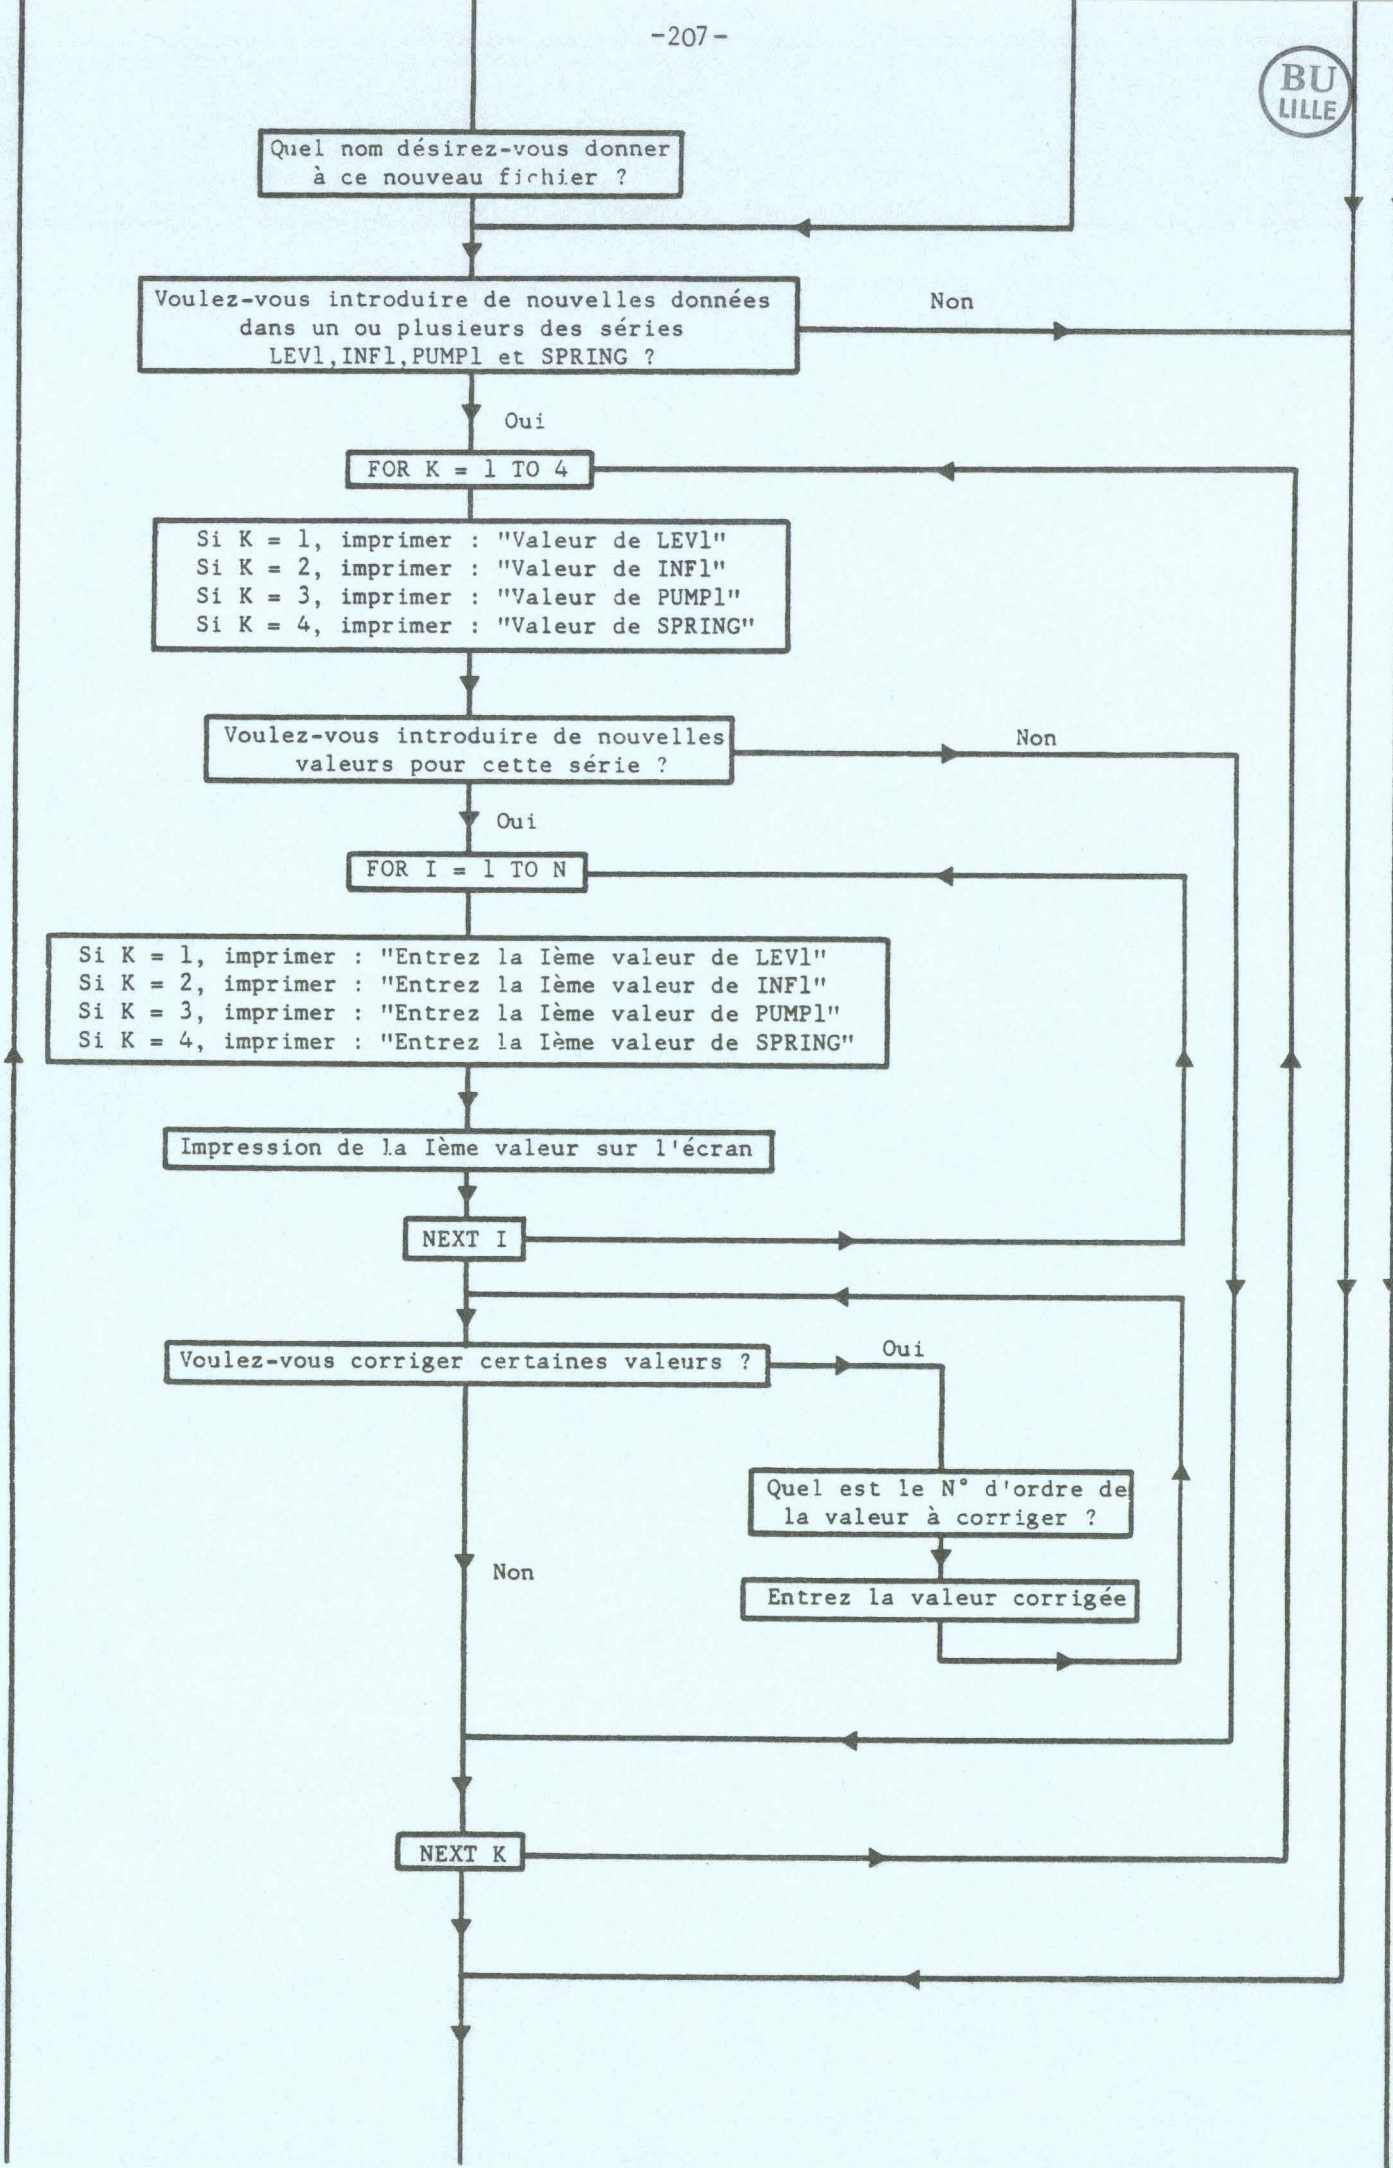 -207-
BU
LILLE
Quel nom désirez-vous donner
à ce nouveau fichier ?
Voulez-vous introduire de nouvelles données
dans un ou plusieurs des séries
LEV1,INF1,PUMP1 et SPRING ?
Non
Oui
FOR K = 1 TO 4
Si K = 1, imprimer : "Valeur de LEV1"
Si K = 2, imprimer : "Valeur de INF1"
Si K = 3, imprimer : "Valeur de PUMP1"
Si K = 4, imprimer : "Valeur de SPRING"
Voulez-vous introduire de nouvelles
valeurs pour cette série ?
Non
Oui
FOR I = 1 TO N
Si K = 1, imprimer : "Entrez la Ième valeur de LEV1"
Si K = 2, imprimer : "Entrez la Ième valeur de INF1"
Si K = 3, imprimer : "Entrez la Ième valeur de PUMP1"
Si K = 4, imprimer : "Entrez la Ième valeur de SPRING"
Impression de la Ième valeur sur l'écran
NEXT I
Voulez-vous corriger certaines valeurs ?
Oui
Quel est le N° d'ordre de
la valeur à corriger ?
Non
Entrez la valeur corrigée
NEXT K